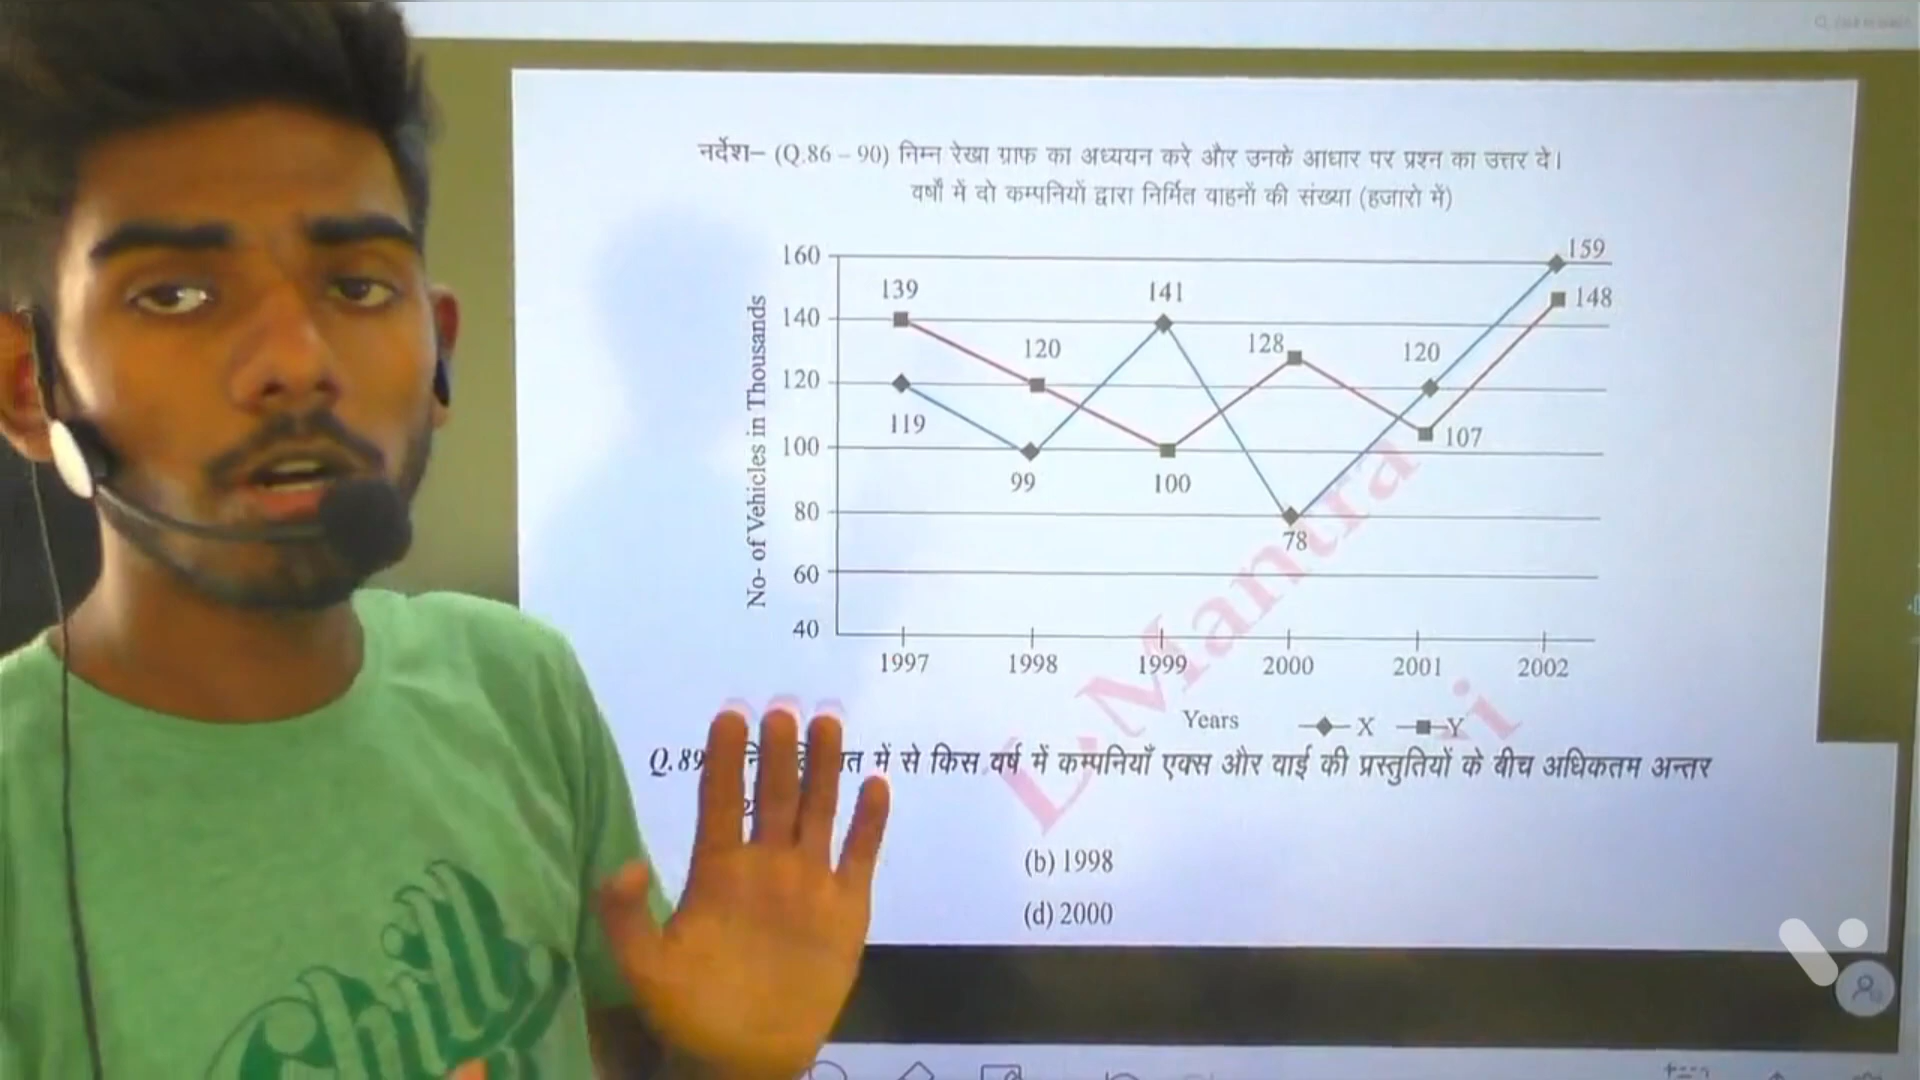 नर्देश– (Q.86 – 90) निम्न रेखा ग्राफ का अध्ययन करे और उनके आधार पर प्रश्न का उत्तर दे।
वर्षों में दो कम्पनियों द्वारा निर्मित वाहनों की संख्या (हजारो में)
No- of Vehicles in Thousands
160
140
120
100
80
60
40
139
119
120
99
141
100
128
78
120
107
159
148
1997 1998 1999 2000 2001 2002
Years X Y
L.Mantra
Q.89 में से किस वर्ष में कम्पनियाँ एक्स और वाई की प्रस्तुतियों के बीच अधिकतम अन्तर
(b) 1998
(d) 2000
Chill